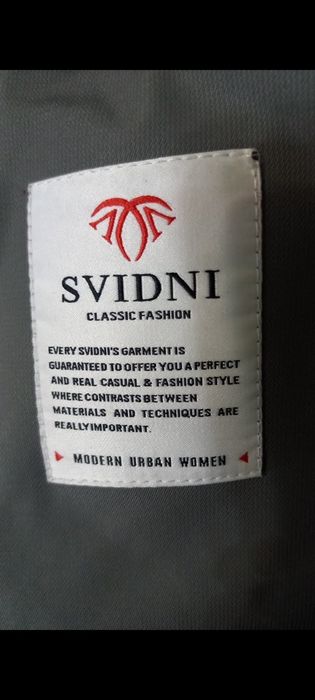 SVIDNI
CLASSIC FASHION
EVERY SVIDNI'S GARMENT IS
GUARANTEED TO OFFER YOU A PERFECT
AND REAL CASUAL & FASHION STYLE
WHERE CONTRASTS BETWEEN
MATERIALS AND TECHNIQUES ARE
REALLYIMPORTANT.
MODERN URBAN WOMEN